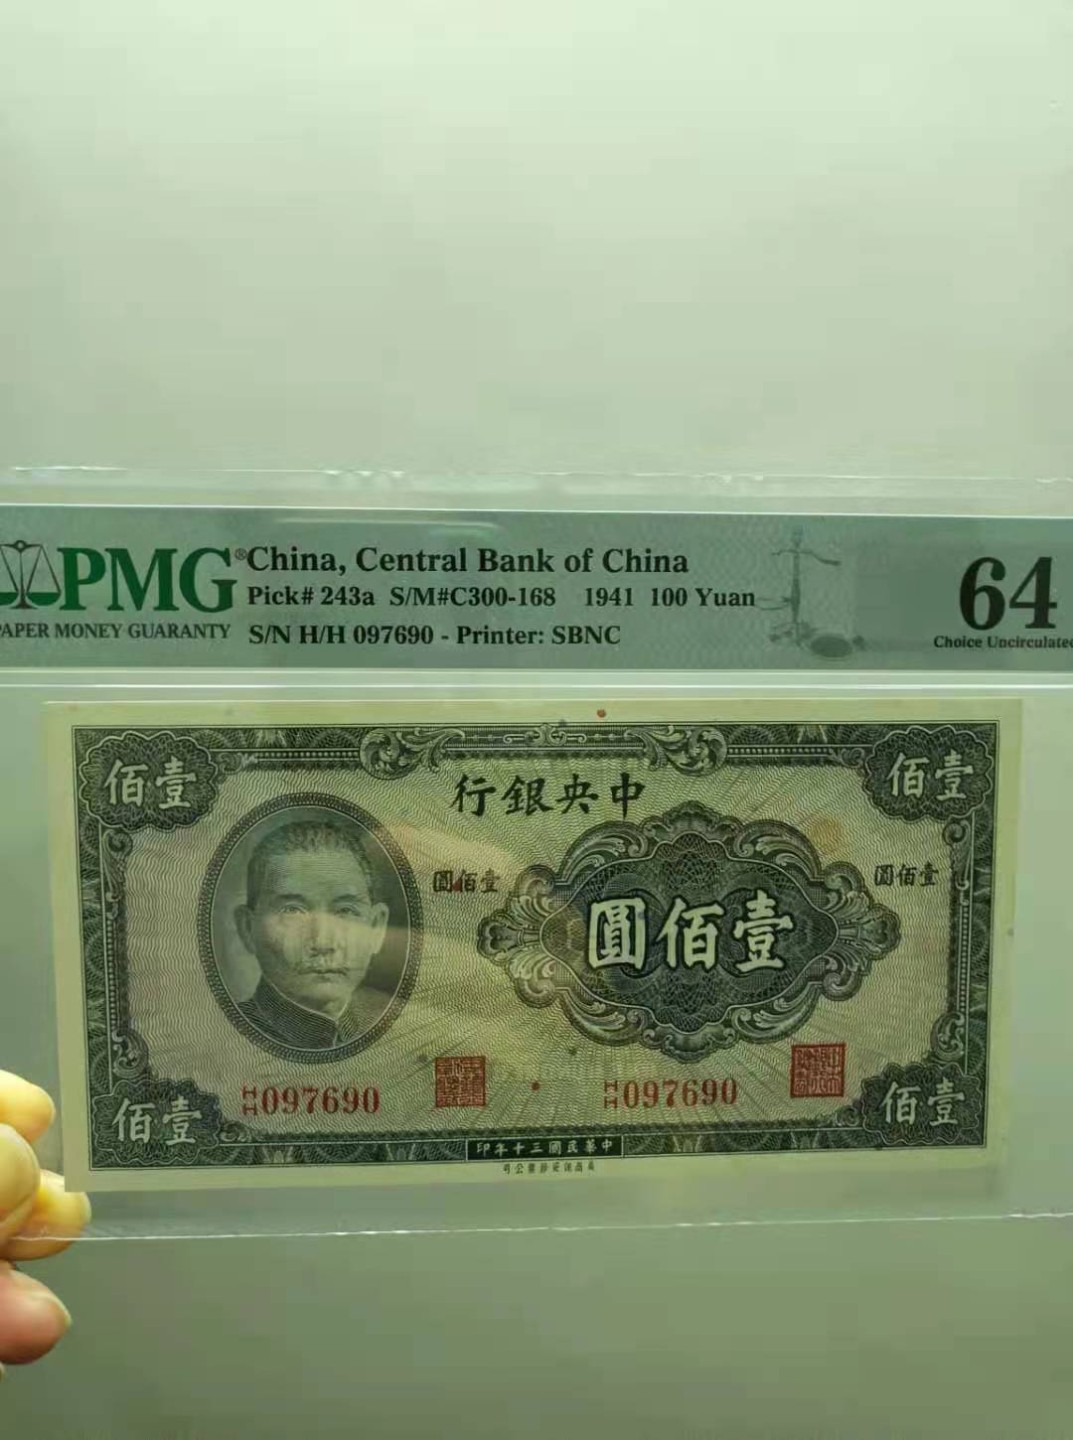 PMG®
PAPER MONEY GUARANTY
China, Central Bank of China
Pick# 243a S/M#C300-168 1941 100 Yuan
S/N H/H 097690 - Printer: SBNC
64
Choice Uncirculated
佰壹
行銀央中
佰壹
圓佰壹
圓佰壹
圓佰壹
H/H097690
H/H097690
佰壹
佰壹
印年十三國民華中